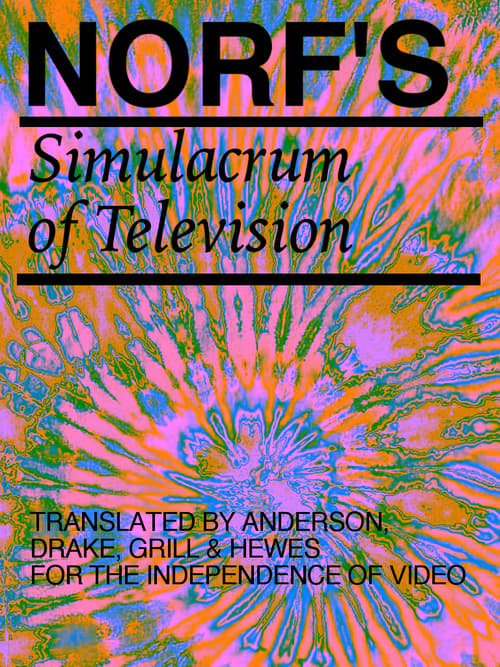 NORF'S
Simulacrum
of Television
TRANSLATED BY ANDERSON,
DRAKE, GRILL & HEWES
FOR THE INDEPENDENCE OF VIDEO